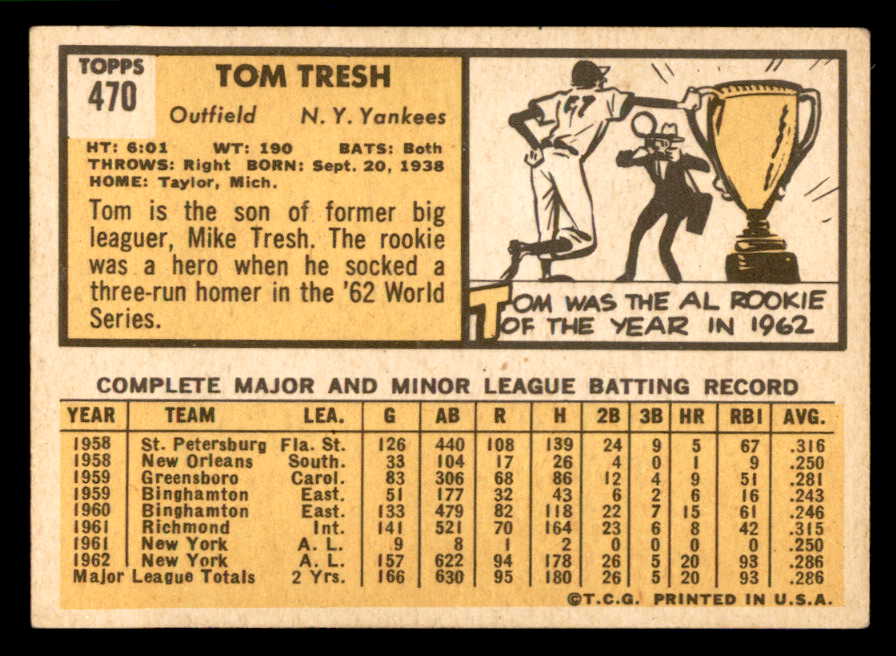 TOPPS
470
TOM TRESH
Outfield N. Y. Yankees
HT: 6:01 WT: 190 BATS: Both
THROWS: Right BORN: Sept. 20, 1938
HOME: Taylor, Mich.
Tom is the son of former big
leaguer, Mike Tresh. The rookie
was a hero when he socked a
three-run homer in the '62 World
Series.
TOM WAS THE AL ROOKIE
OF THE YEAR IN 1962
COMPLETE MAJOR AND MINOR LEAGUE BATTING RECORD
YEAR TEAM LEA. G AB R H 2B 3B HR RBI AVG.
1958 St. Petersburg Fla. St. 126 440 108 139 24 9 5 67 .316
1958 New Orleans South. 33 104 17 26 4 0 1 9 .250
1959 Greensboro Carol. 83 306 68 86 12 4 9 51 .281
1959 Binghamton East. 51 177 32 43 6 2 6 16 .243
1960 Binghamton East. 133 479 82 118 22 7 15 61 .246
1961 Richmond Int. 141 521 70 164 23 6 8 42 .315
1961 New York A. L. 9 8 1 2 0 0 0 0 .250
1962 New York A. L. 157 622 94 178 26 5 20 93 .286
Major League Totals 2 Yrs. 166 630 95 180 26 5 20 93 .286
©T.C.G. PRINTED IN U.S.A.